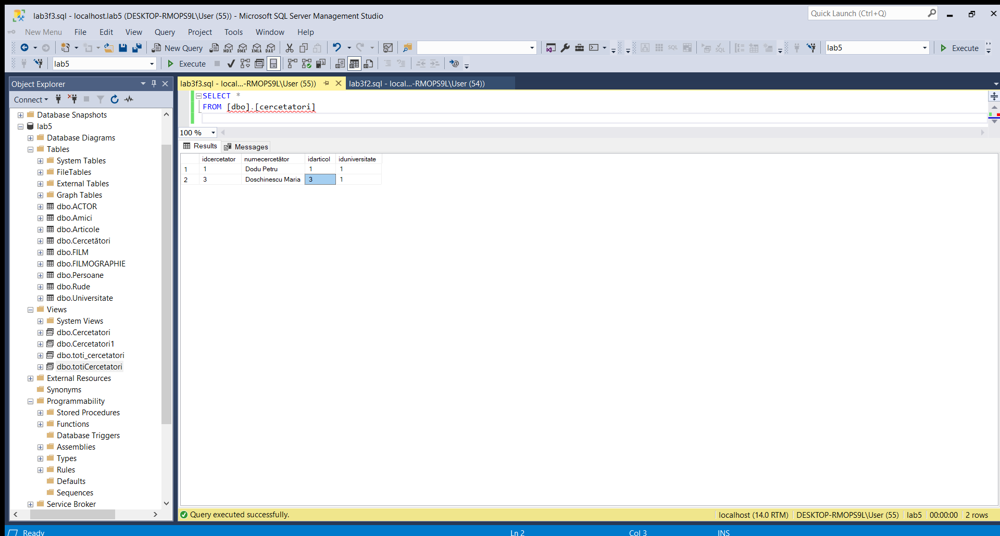 lab3f3.sql - localhost.lab5 (DESKTOP-RMOPS9L\User (55)) - Microsoft SQL Server Management Studio
Quick Launch (Ctrl+Q)
New Menu File Edit View Query Project Tools Window Help
New Query MDX DMX XMLA DAX SQL SQL lab5 Execute
lab5 Execute
Object Explorer
lab3f3.sql - local...-RMOPS9L\User (55)) lab3f2.sql - local...-RMOPS9L\User (54))
Connect
Database Snapshots
lab5
Database Diagrams
Tables
System Tables
FileTables
External Tables
Graph Tables
dbo.ACTOR
dbo.Amici
dbo.Articole
dbo.Cercetători
dbo.FILM
dbo.FILMOGRAPHIE
dbo.Persoane
dbo.Rude
dbo.Universitate
Views
System Views
dbo.Cercetatori
dbo.Cercetatori1
dbo.toti_cercetatori
dbo.totiCercetatori
External Resources
Synonyms
Programmability
Stored Procedures
Functions
Database Triggers
Assemblies
Types
Rules
Defaults
Sequences
Service Broker
SELECT *
FROM [dbo].[cercetatori]
100 %
Results Messages
idcercetator numecercetător idarticol iduniversitate
1 1 Dodu Petru 1 1
2 3 Doschinescu Maria 3 1
Query executed successfully. localhost (14.0 RTM) DESKTOP-RMOPS9L\User (55) lab5 00:00:00 2 rows
Ready Ln 2 Col 3 INS